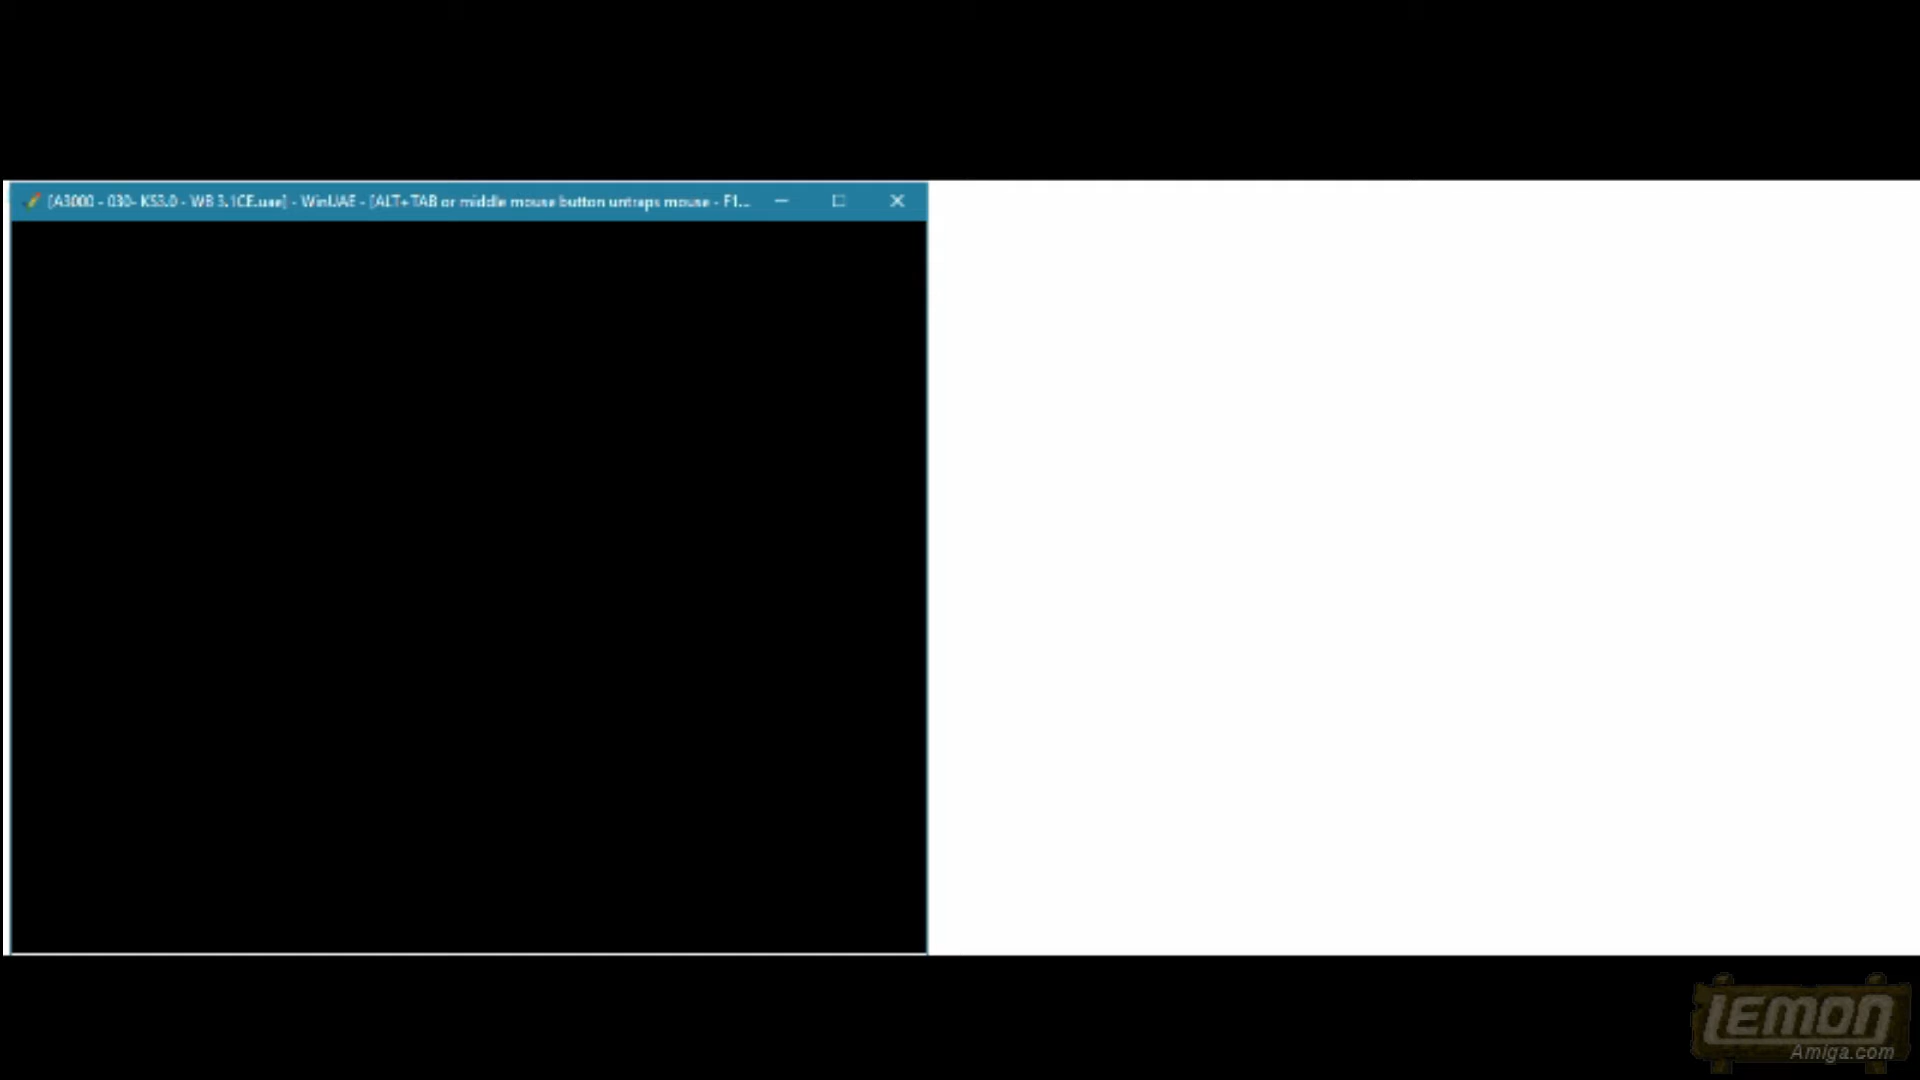 [A3000 - 030- KS3.0 - WB 3.1CE.uae] - WinUAE - [ALT+TAB or middle mouse button untraps mouse - F1...
LEMON
Amiga.com